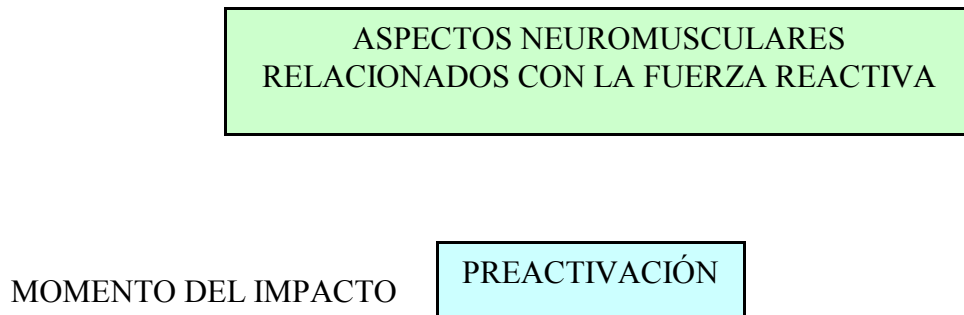 ASPECTOS NEUROMUSCULARES
RELACIONADOS CON LA FUERZA REACTIVA
PREACTIVACIÓN
MOMENTO DEL IMPACTO